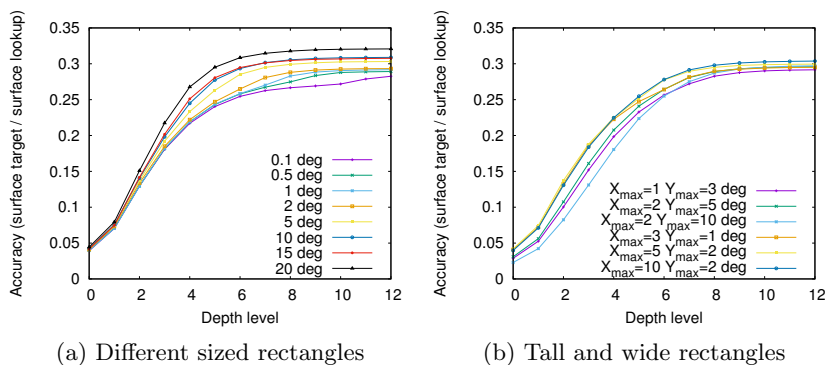 Accuracy (surface target / surface lookup)
0.35
0.3
0.25
0.2
0.15
0.1
0.05
0
0.1 deg
0.5 deg
1 deg
2 deg
5 deg
10 deg
15 deg
20 deg
0 2 4 6 8 10 12
Depth level
(a) Different sized rectangles
Accuracy (surface target / surface lookup)
0.35
0.3
0.25
0.2
0.15
0.1
0.05
0
Xmax=1 Ymax=3 deg
Xmax=2 Ymax=5 deg
Xmax=2 Ymax=10 deg
Xmax=3 Ymax=1 deg
Xmax=5 Ymax=2 deg
Xmax=10 Ymax=2 deg
0 2 4 6 8 10 12
Depth level
(b) Tall and wide rectangles